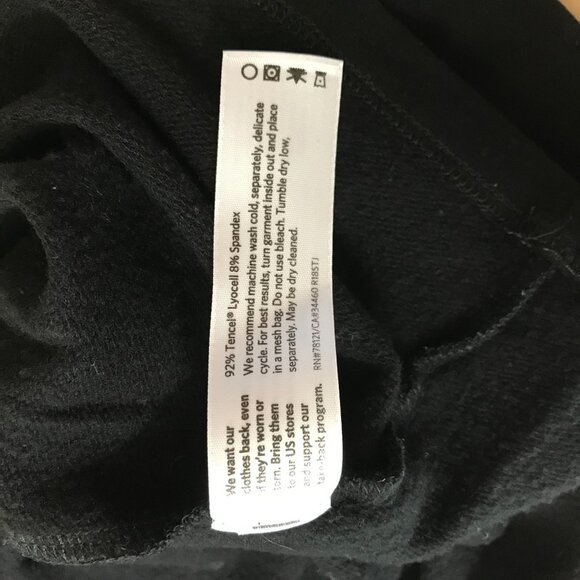 92% Tencel® Lyocell 8% Spandex
We recommend machine wash cold, separately, delicate
cycle. For best results, turn garment inside out and place
in a mesh bag. Do not use bleach. Tumble dry low,
separately. May be dry cleaned.
RN#78121/CA#34460 R18STJ
We want our
clothes back, even
if they're worn or
torn. Bring them
to our US stores
and support our
take-back program.